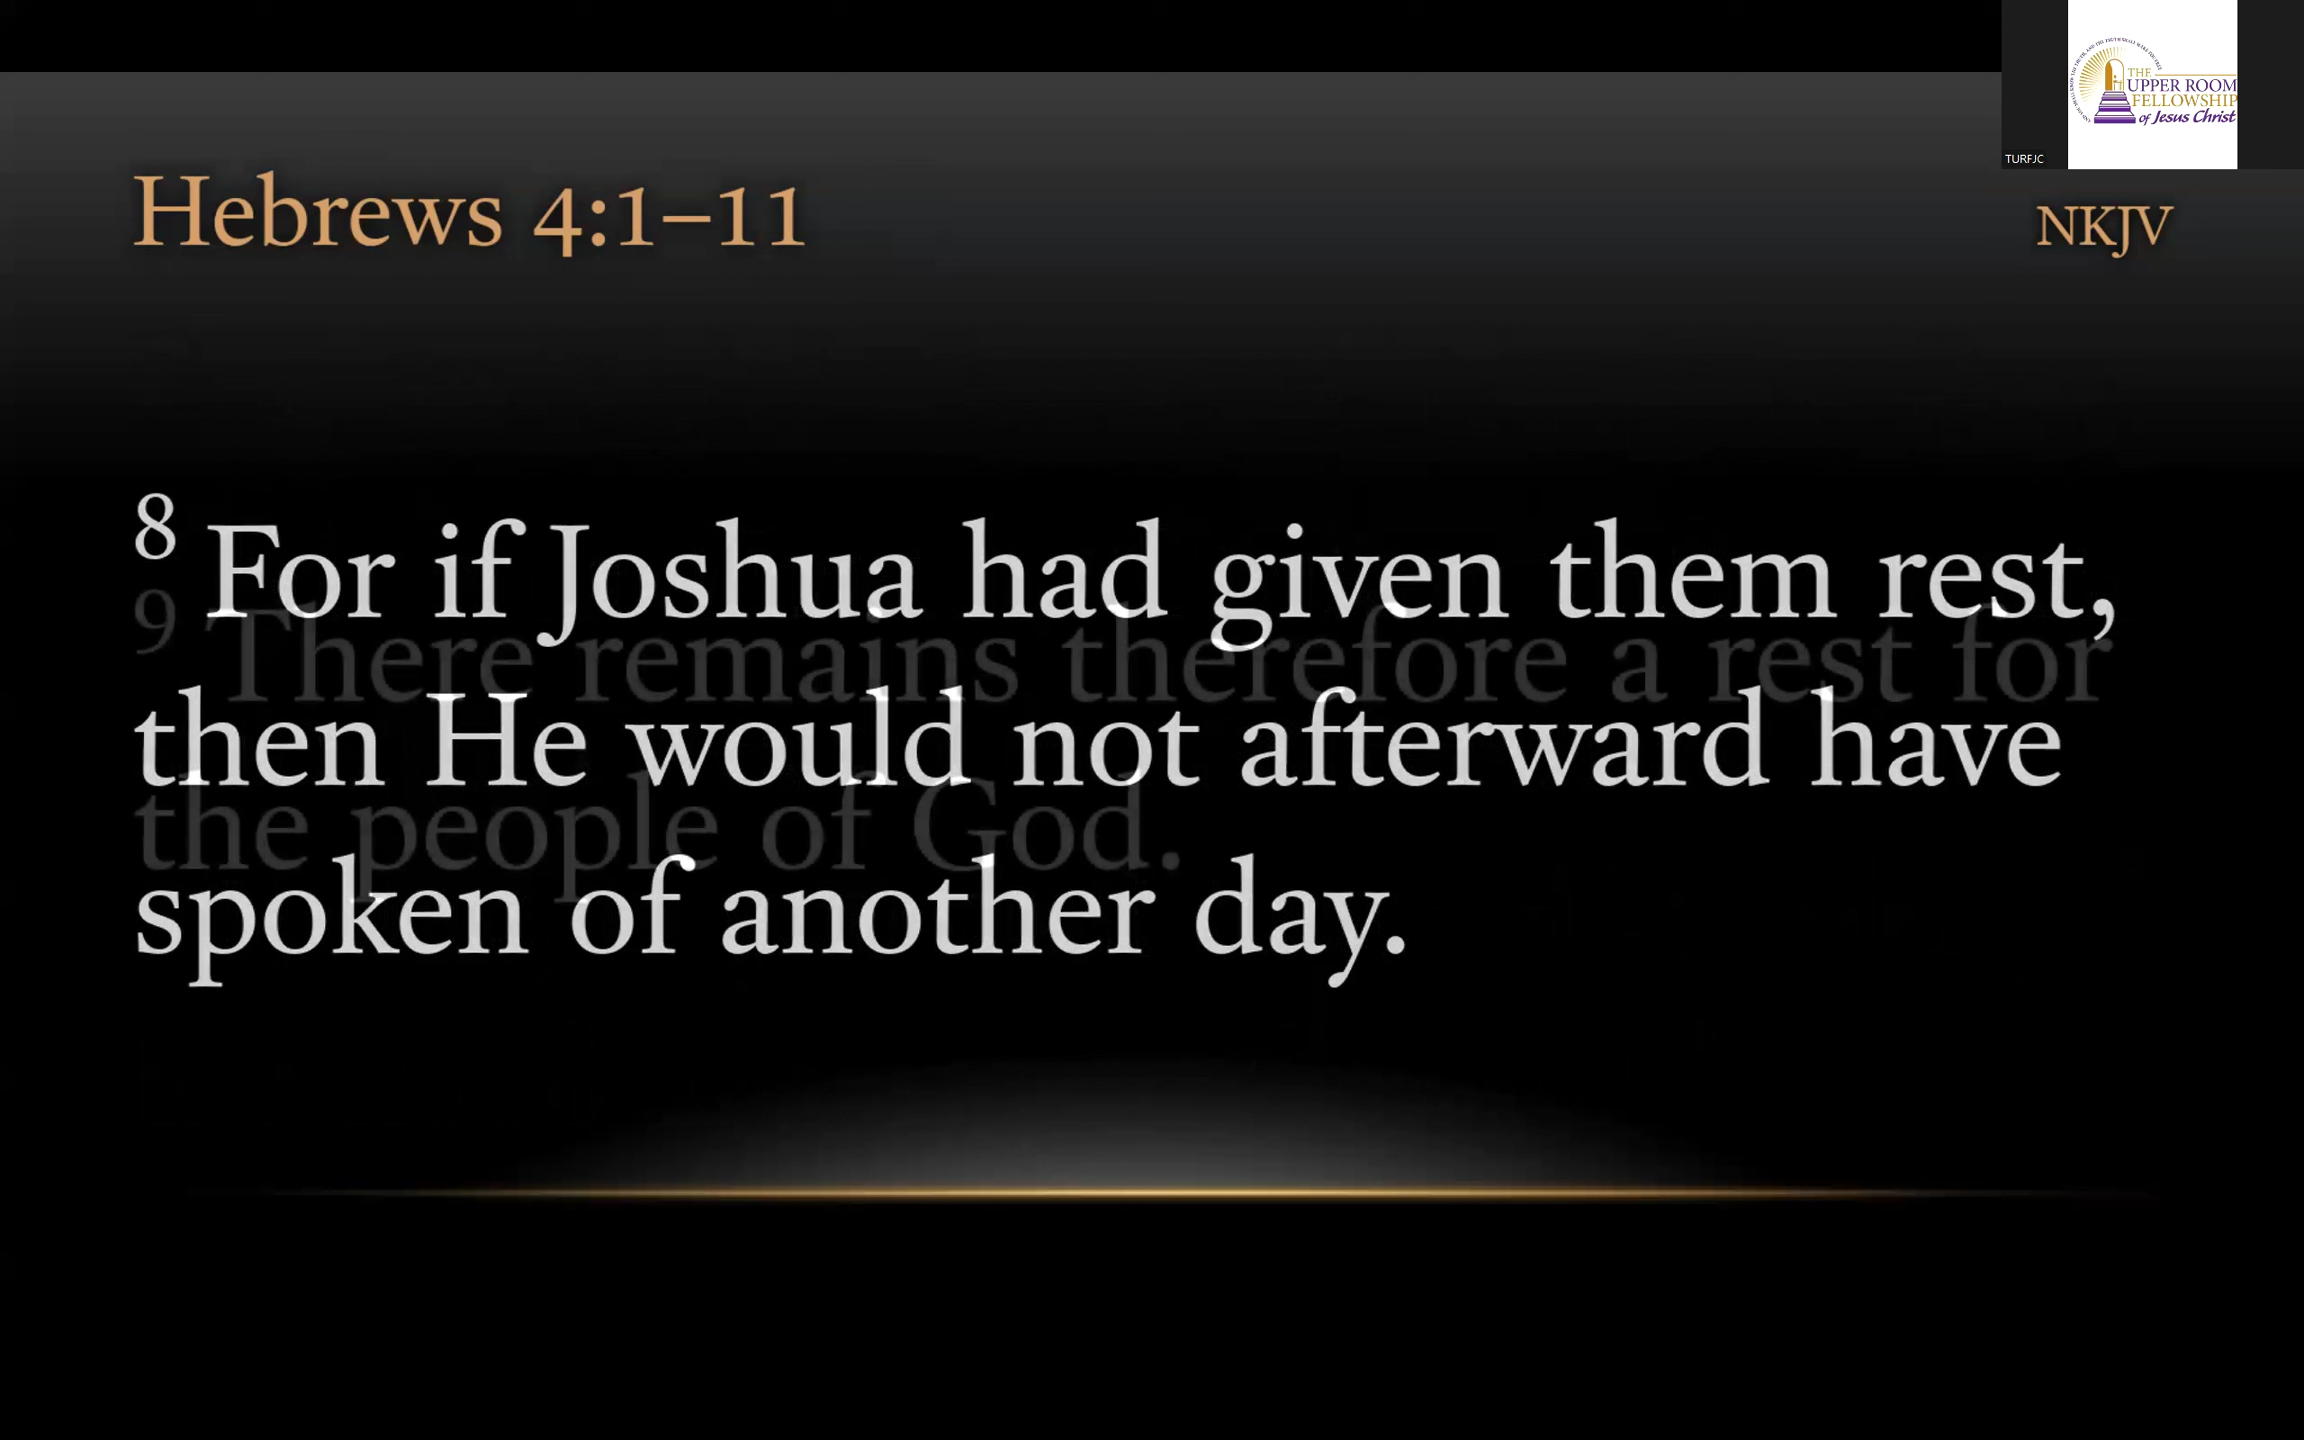 THE
UPPER ROOM
FELLOWSHIP
of Jesus Christ
TURFJC
Hebrews 4:1–11
NKJV
8 For if Joshua had given them rest,
9 There remains therefore a rest for
then He would not afterward have
the people of God.
spoken of another day.